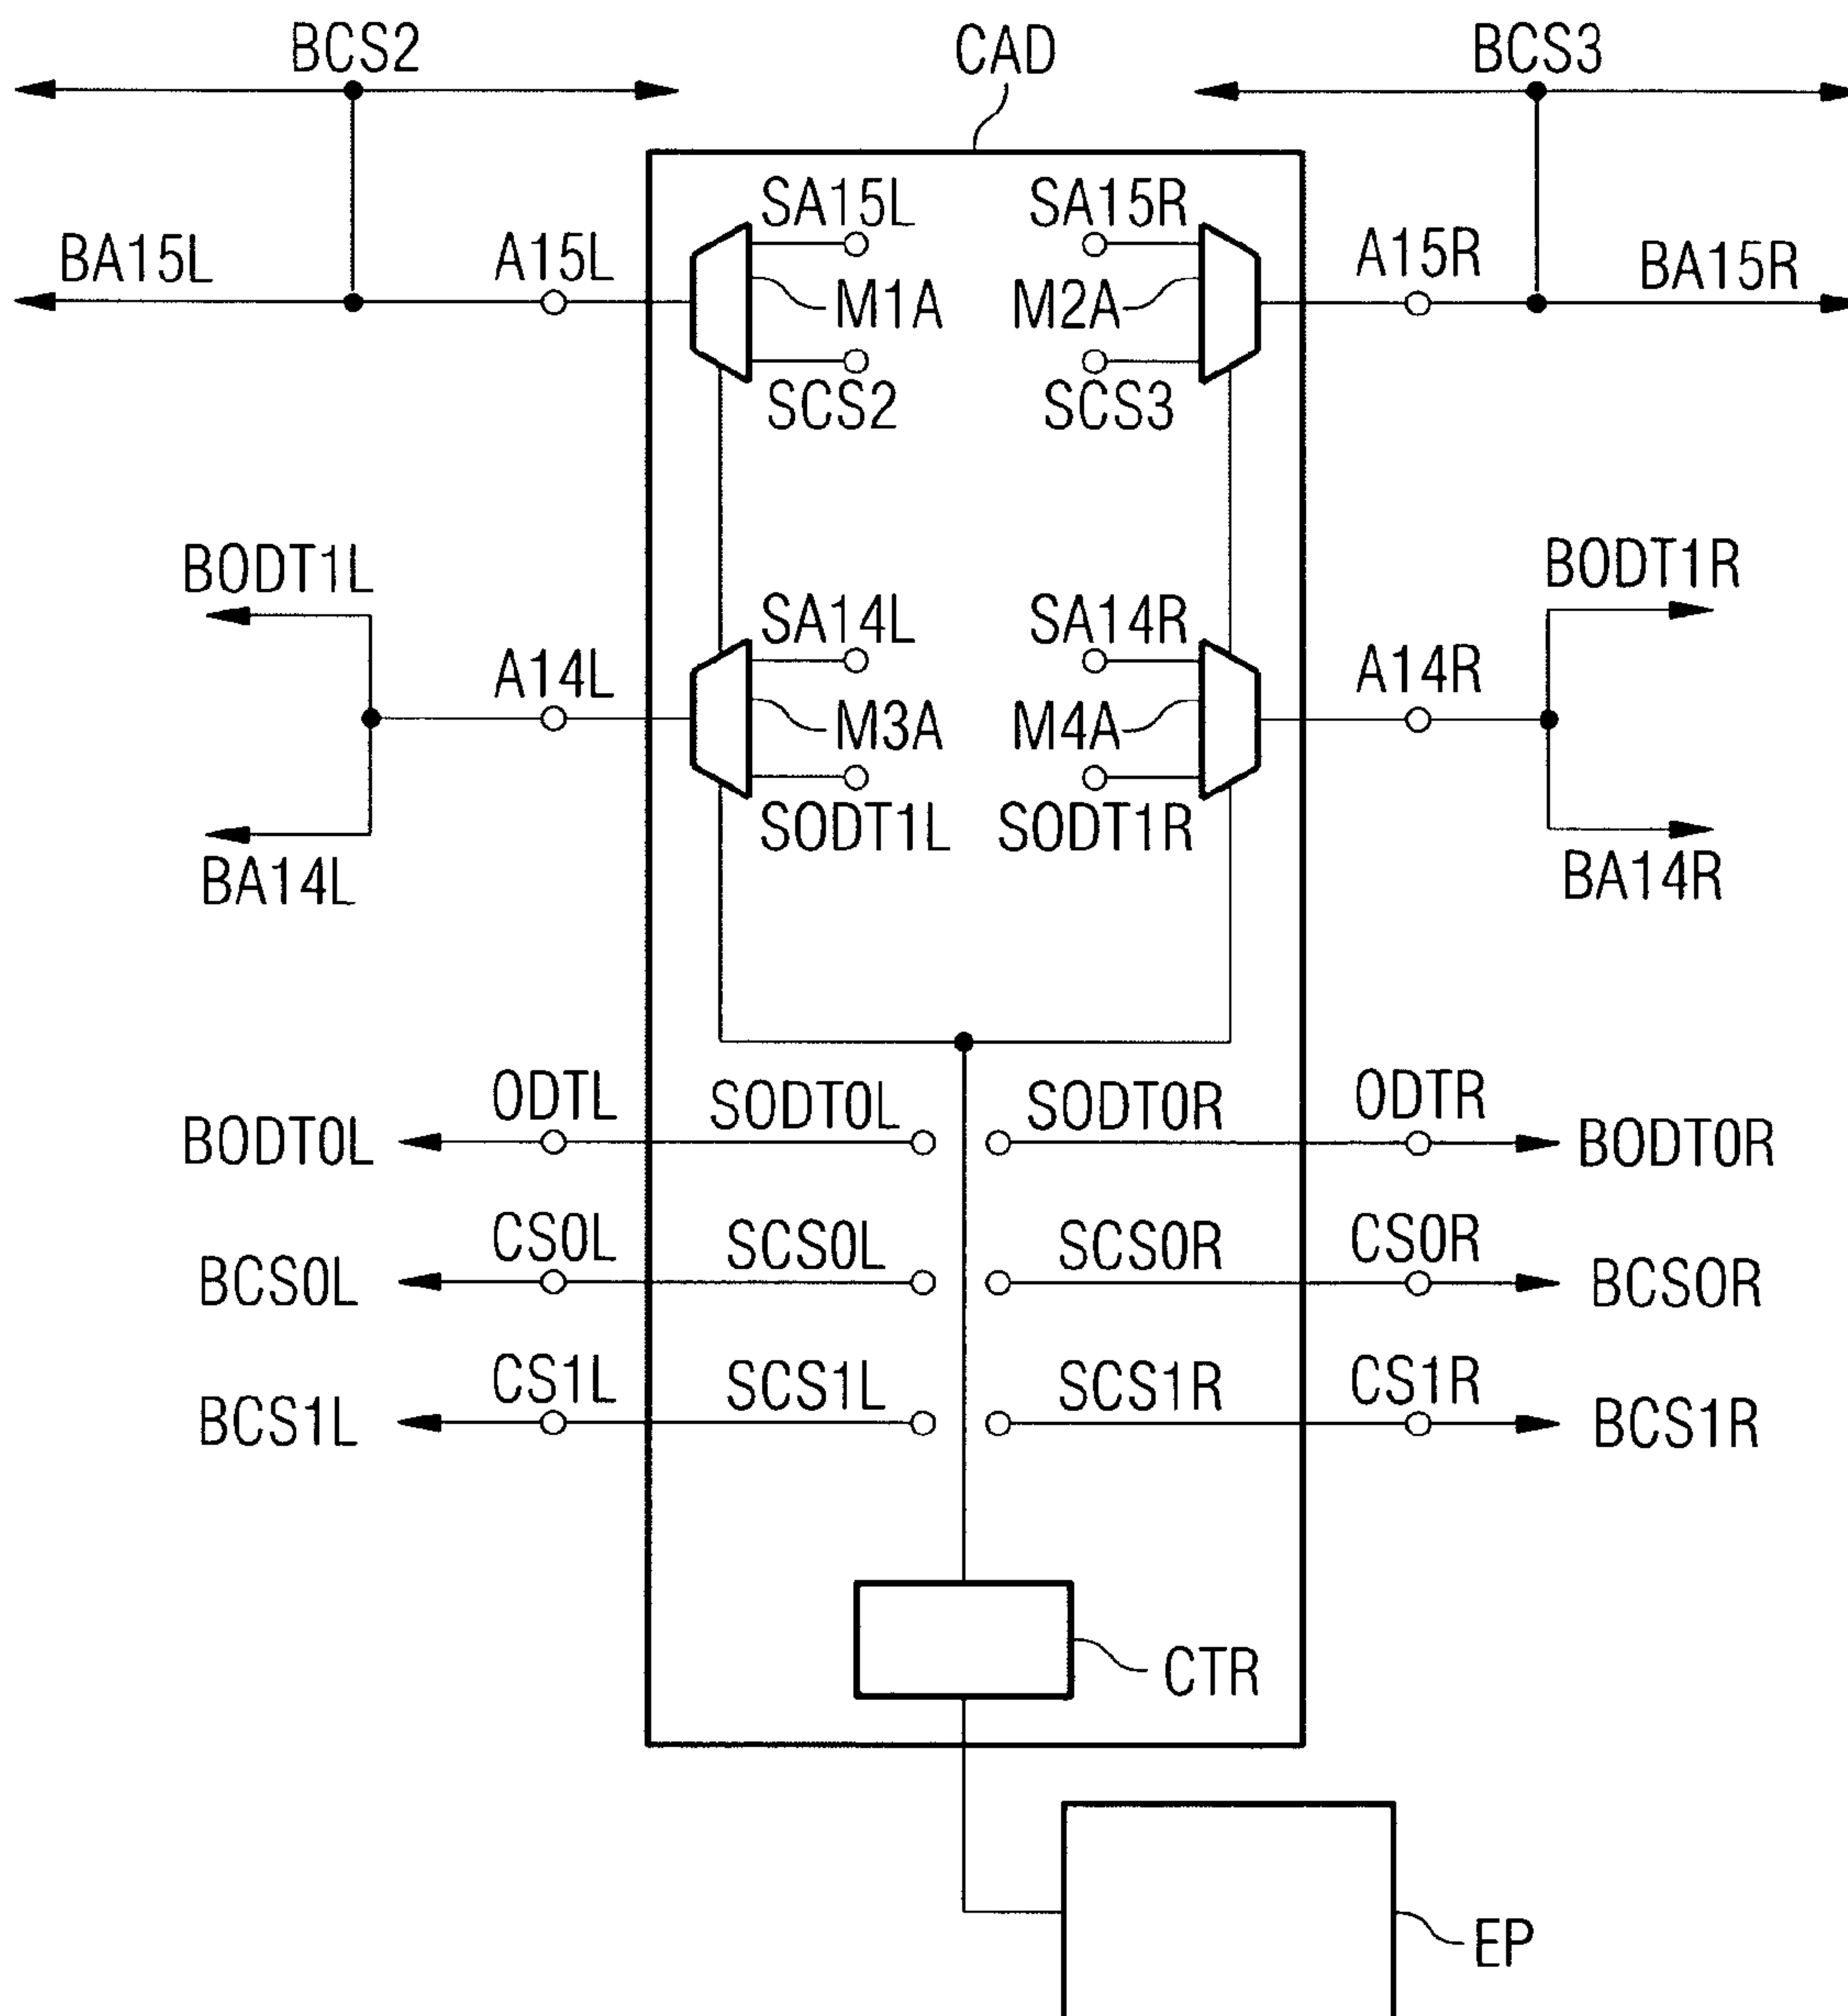 BCS2 CAD BCS3
SA15L SA15R
BA15L A15L A15R BA15R
M1A M2A
SCS2 SCS3
BODT1L BODT1R
SA14L SA14R
A14L A14R
M3A M4A
SODT1L SODT1R
BA14L BA14R
ODTL SODT0L SODT0R ODTR
BODT0L BODT0R
CS0L SCS0L SCS0R CS0R
BCS0L BCS0R
CS1L SCS1L SCS1R CS1R
BCS1L BCS1R
CTR
EP